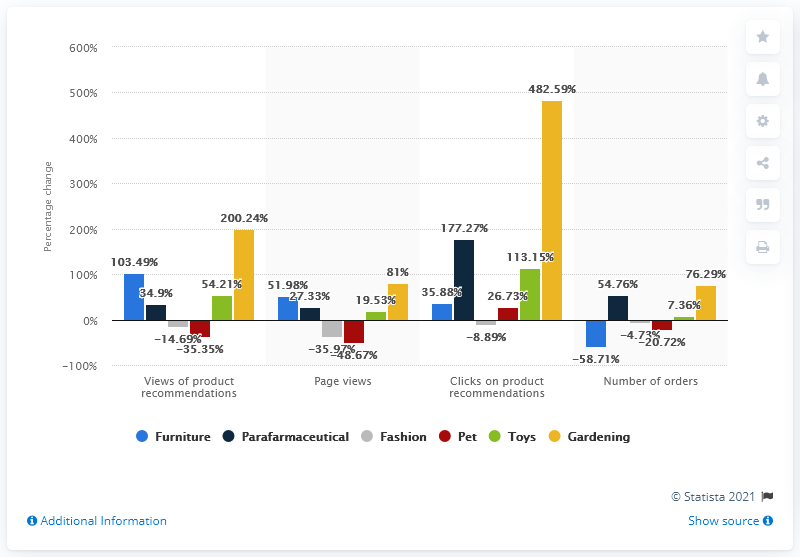 600%
500%
400%
300%
200%
100%
0%
−100%
Percentage change
103.49%
34.9%
−14.69%
−35.35%
54.21%
200.24%
51.98%
27.33%
−35.97%
−48.67%
19.53%
81%
35.88%
177.27%
−8.89%
26.73%
113.15%
482.59%
−58.71%
54.76%
−4.73%
−20.72%
7.36%
76.29%
Views of product
recommendations
Page views
Clicks on product
recommendations
Number of orders
Furniture Parafarmaceutical Fashion Pet Toys Gardening
© Statista 2021
Additional Information
Show source